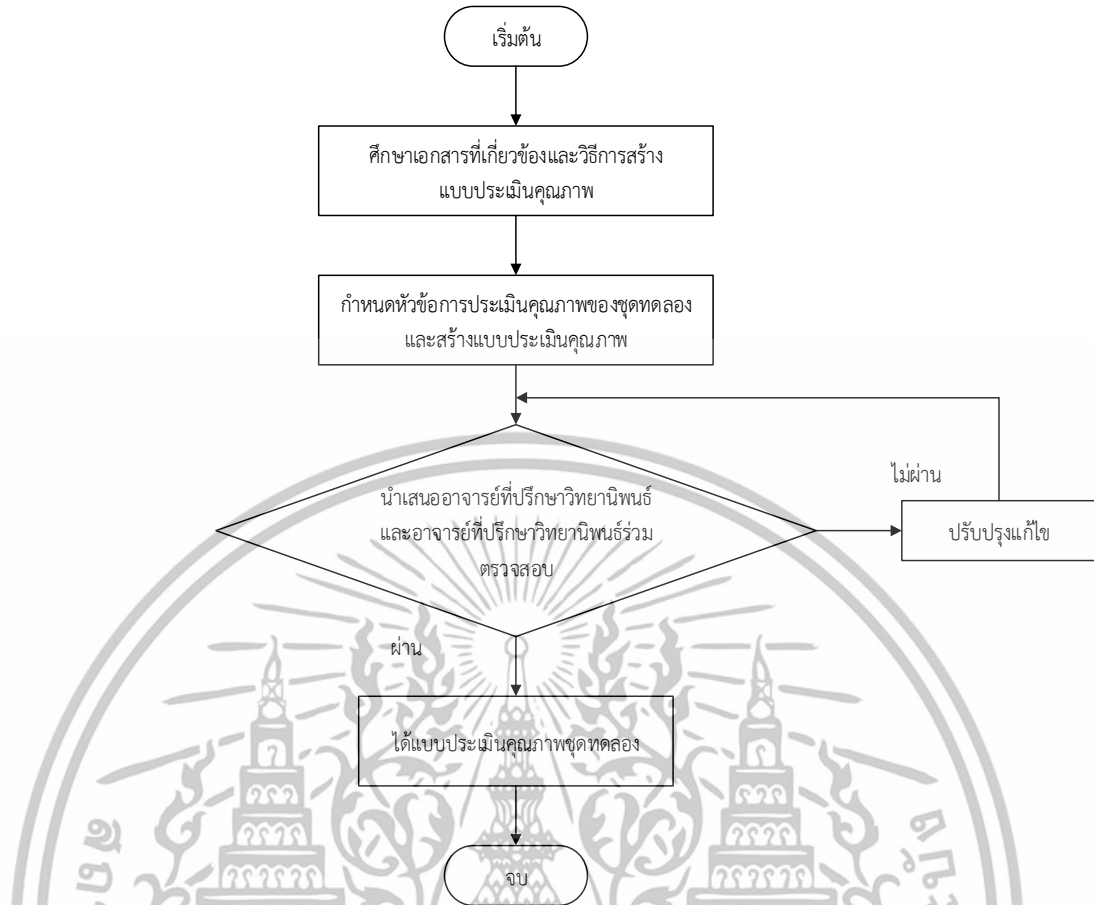 เริ่มต้น
ศึกษาเอกสารที่เกี่ยวข้องและวิธีการสร้าง
แบบประเมินคุณภาพ
กำหนดหัวข้อการประเมินคุณภาพของชุดทดลอง
และสร้างแบบประเมินคุณภาพ
นำเสนออาจารย์ที่ปรึกษาวิทยานิพนธ์
และอาจารย์ที่ปรึกษาวิทยานิพนธ์ร่วม
ตรวจสอบ
ไม่ผ่าน
ปรับปรุงแก้ไข
ผ่าน
ได้แบบประเมินคุณภาพชุดทดลอง
จบ